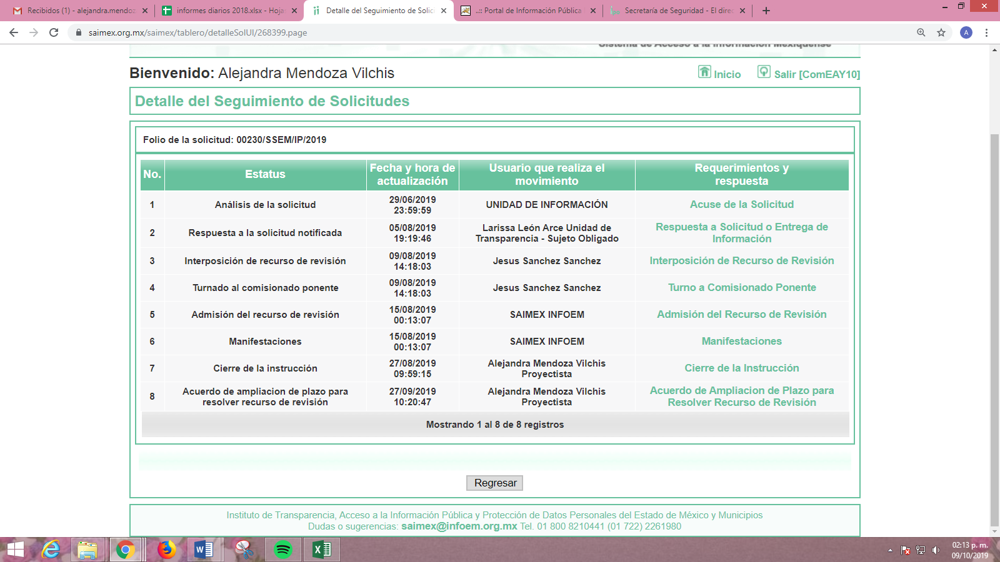 Recibidos (1) - alejandra.mendoz
informes diarios 2018.xlsx - Hoja
Detalle del Seguimiento de Solic
..:: Portal de Información Pública
Secretaría de Seguridad - El direc
saimex.org.mx/saimex/tablero/detalleSolUI/268399.page
A
Sistema de Acceso a la Información Mexiquense
Bienvenido: Alejandra Mendoza Vilchis
Inicio
Salir [ComEAY10]
Detalle del Seguimiento de Solicitudes
Folio de la solicitud: 00230/SSEM/IP/2019
No.
Estatus
Fecha y hora de
actualización
Usuario que realiza el
movimiento
Requerimientos y
respuesta
1
Análisis de la solicitud
29/06/2019
23:59:59
UNIDAD DE INFORMACIÓN
Acuse de la Solicitud
2
Respuesta a la solicitud notificada
05/08/2019
19:19:46
Larissa León Arce Unidad de
Transparencia - Sujeto Obligado
Respuesta a Solicitud o Entrega de
Información
3
Interposición de recurso de revisión
09/08/2019
14:18:03
Jesus Sanchez Sanchez
Interposición de Recurso de Revisión
4
Turnado al comisionado ponente
09/08/2019
14:18:03
Jesus Sanchez Sanchez
Turno a Comisionado Ponente
5
Admisión del recurso de revisión
15/08/2019
00:13:07
SAIMEX INFOEM
Admisión del Recurso de Revisión
6
Manifestaciones
15/08/2019
00:13:07
SAIMEX INFOEM
Manifestaciones
7
Cierre de la instrucción
27/08/2019
09:59:15
Alejandra Mendoza Vilchis
Proyectista
Cierre de la Instrucción
8
Acuerdo de ampliacion de plazo para
resolver recurso de revisión
27/09/2019
10:20:47
Alejandra Mendoza Vilchis
Proyectista
Acuerdo de Ampliacion de Plazo para
Resolver Recurso de Revisión
Mostrando 1 al 8 de 8 registros
Regresar
Instituto de Transparencia, Acceso a la Información Pública y Protección de Datos Personales del Estado de México y Municipios
Dudas o sugerencias: saimex@infoem.org.mx Tel. 01 800 8210441 (01 722) 2261980
02:13 p. m.
09/10/2019